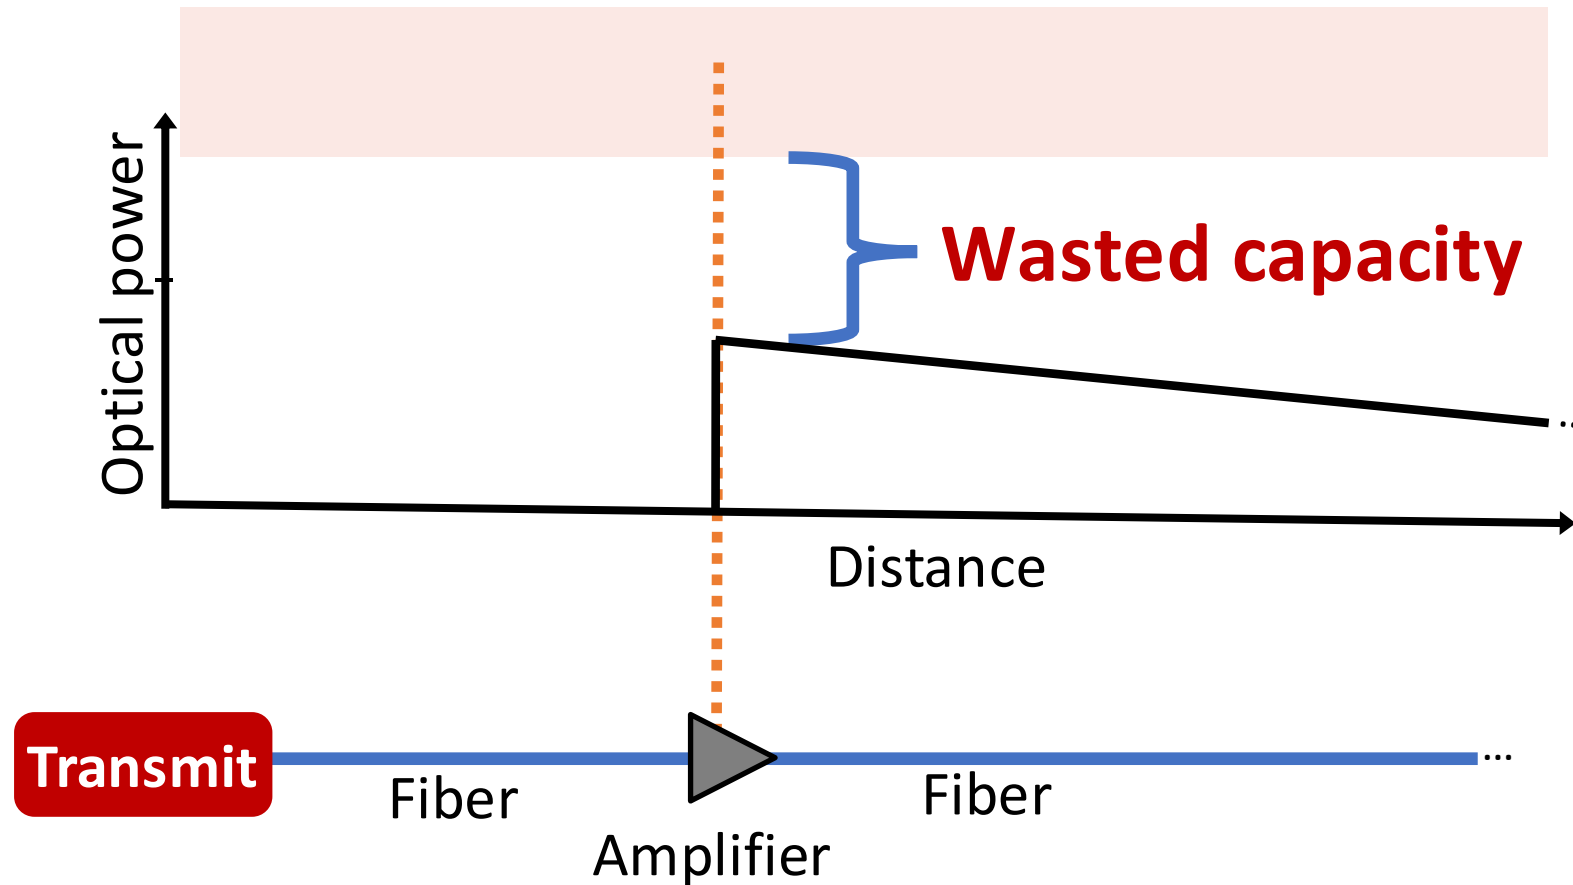 Optical power
Wasted capacity
..
Distance
Transmit
Fiber
Amplifier
Fiber
...